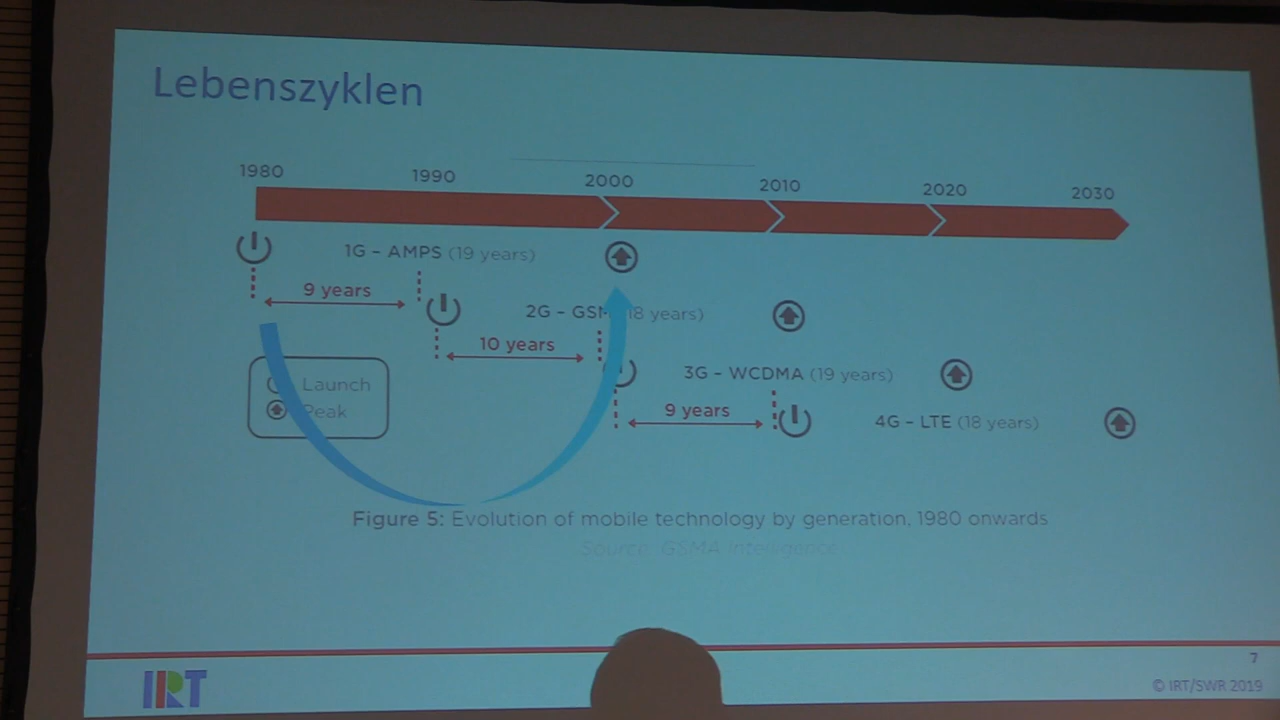 Lebenszyklen
1980 1990 2000 2010 2020 2030
1G – AMPS (19 years)
9 years
2G – GSM (18 years)
10 years
3G – WCDMA (19 years)
Launch
Peak
9 years
4G – LTE (18 years)
Figure 5: Evolution of mobile technology by generation, 1980 onwards
Source: GSMA Intelligence
7
IRT
© IRT/SWR 2019